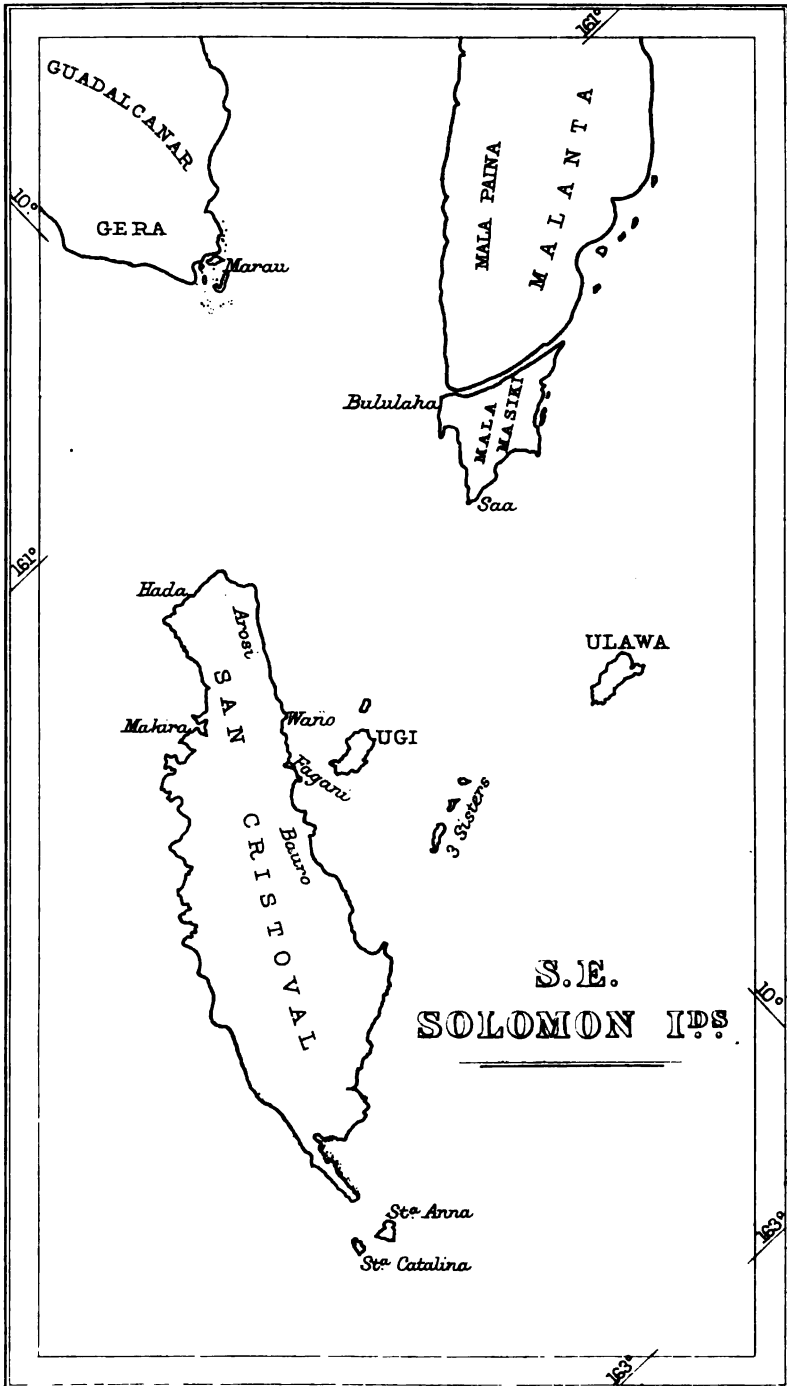 161°
GUADALCANAR
10°
GERA
Marau
MALA PAINA
MALANTA
Bululaha
MALA
MASIKI
Saa
161°
Hada
Arosi
ULAWA
SAN
CRISTOVAL
Makira
Wano
UGI
Fagani
3 Sisters
Bauro
S.E.
SOLOMON IDS.
10°
Sta Anna
163°
Sta Catalina
163°